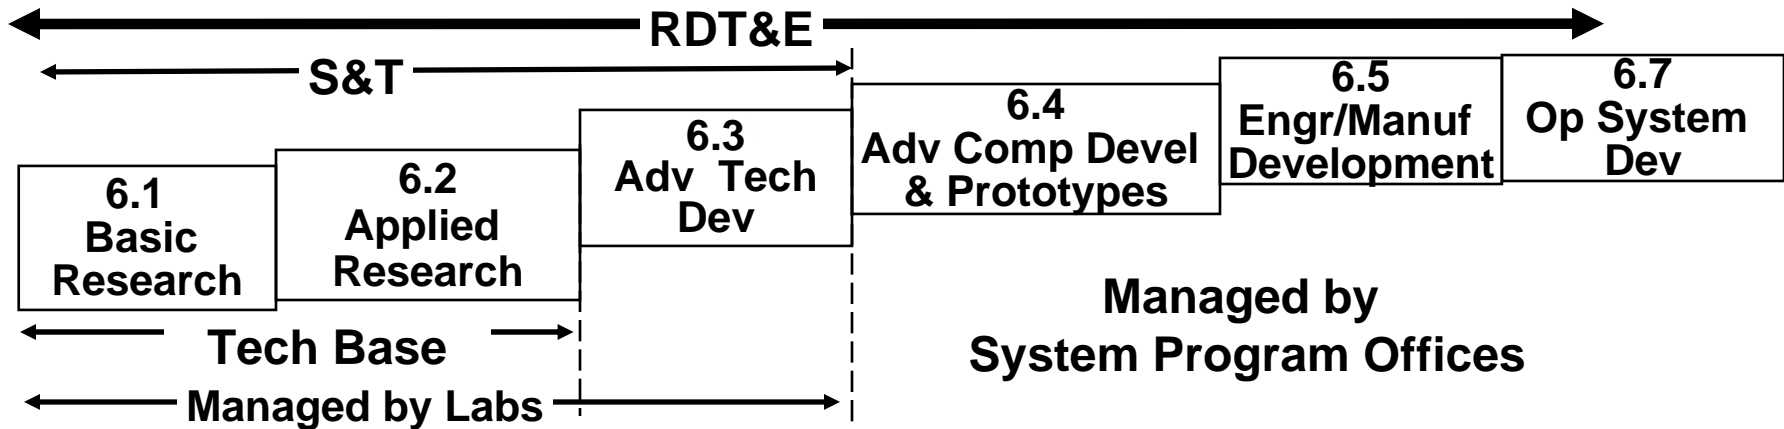 RDT&E
S&T
6.1
Basic
Research
6.2
Applied
Research
6.3
Adv Tech
Dev
6.4
Adv Comp Devel
& Prototypes
6.5
Engr/Manuf
Development
6.7
Op System
Dev
Tech Base
Managed by Labs
Managed by
System Program Offices